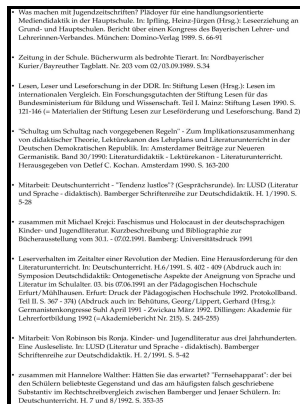 • Was machen mit Jugendzeitschriften? Plädoyer für eine handlungsorientierte
Mediendidaktik in der Hauptschule. In: Ipfling, Heinz-Jürgen (Hrsg.): Leseerziehung an
Grund- und Hauptschulen. Bericht über einen Kongress des Bayerischen Lehrer- und
Lehrerinnen-Verbandes. München: Domino-Verlag 1989. S. 66-91
• Zeitung in der Schule. Bücherwurm als bedrohte Tierart. In: Nordbayerischer
Kurier/Bayreuther Tagblatt. Nr. 203 vom 02/03.09.1989. S.34
• Lesen, Leser und Leseforschung in der DDR. In: Stiftung Lesen (Hrsg.): Lesen im
internationalen Vergleich. Ein Forschungsgutachten der Stiftung Lesen für das
Bundesministerium für Bildung und Wissenschaft. Teil I. Mainz: Stiftung Lesen 1990. S.
121-146 (= Materialien der Stiftung Lesen zur Leseförderung und Leseforschung. Band 2)
• "Schultag um Schultag nach vorgegebenen Regeln" - Zum Implikationszusammenhang
von didaktischer Theorie, Lektürekanon des Lehrplans und Literaturunterricht in der
Deutschen Demokratischen Republik. In: Amsterdamer Beiträge zur Neueren
Germanistik. Band 30/1990: Literaturdidaktik - Lektürekanon - Literaturunterricht.
Herausgegeben von Detlef C. Kochan. Amsterdam 1990. S. 163-200
• Mitarbeit: Deutschunterricht - "Tendenz lustlos"? (Gesprächsrunde). In: LUSD (Literatur
und Sprache - didaktisch). Bamberger Schriftenreihe zur Deutschdidaktik. H. 1/1990. S.
5-28
• zusammen mit Michael Krejci: Faschismus und Holocaust in der deutschsprachigen
Kinder- und Jugendliteratur. Kurzbeschreibung und Bibliographie zur
Bücherausstellung vom 30.1. - 07.02.1991. Bamberg: Universitätsdruck 1991
• Leserverhalten im Zeitalter einer Revolution der Medien. Eine Herausforderung für den
Literaturunterricht. In: Deutschunterricht. H.6/1991. S. 402 - 409 (Abdruck auch in:
Symposion Deutschdidaktik: Ontogenetische Aspekte der Aneignung von Sprache und
Literatur im Schulalter. 03. bis 07.06.1991 an der Pädagogischen Hochschule
Erfurt/Mühlhausen. Erfurt: Druck der Pädagogischen Hochschule 1992. Protokollband.
Teil II. S. 367 - 374) (Abdruck auch in: Behütuns, Georg/Lippert, Gerhard (Hrsg.):
Germanistenkongresse Suhl April 1991 - Zwickau März 1992. Dillingen: Akademie für
Lehrerfortbildung 1992 (=Akademiebericht Nr. 215). S. 245-255)
• Mitarbeit: Von Robinson bis Ronja. Kinder- und Jugendliteratur aus drei Jahrhunderten.
Eine Ausleseliste. In: LUSD (Literatur und Sprache - didaktisch). Bamberger
Schriftenreihe zur Deutschdidaktik. H. 2/1991. S. 5-42
• zusammen mit Hannelore Walther: Hätten Sie das erwartet? "Fernsehapparat": der bei
den Schülern beliebteste Gegenstand und das am häufigsten falsch geschriebene
Substantiv im Rechtschreibvergleich zwischen Bamberger und Jenaer Schülern. In:
Deutschunterricht. H. 7 und 8/1992. S. 353-35